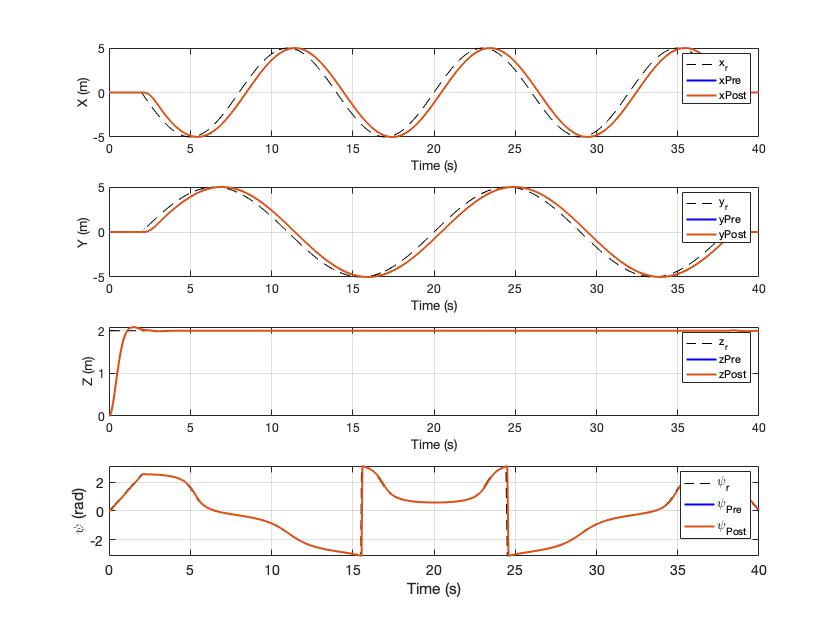 5
0
-5
X (m)
x_r
xPre
xPost
0 5 10 15 20 25 30 35 40
Time (s)
5
0
-5
Y (m)
y_r
yPre
yPost
0 5 10 15 20 25 30 35 40
Time (s)
2
1
0
Z (m)
z_r
zPre
zPost
0 5 10 15 20 25 30 35 40
Time (s)
2
0
-2
ψ (rad)
ψ_r
ψ_Pre
ψ_Post
0 5 10 15 20 25 30 35 40
Time (s)